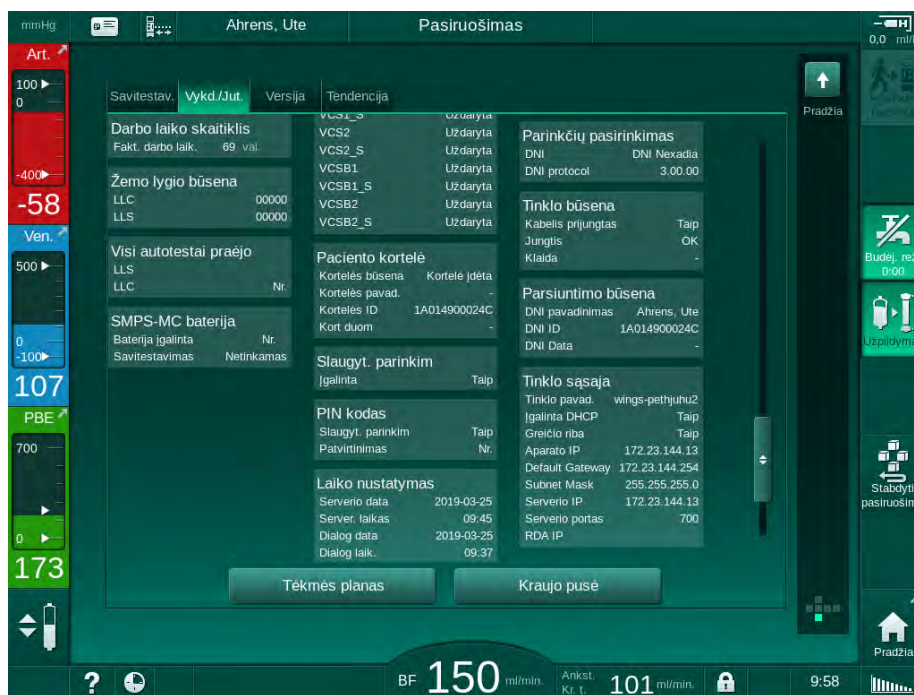 mmHg
Ahrens, Ute
Pasiruošimas
0,0 ml/
Art.
100
0
-400
-58
Ven.
500
0
-100
107
PBE
700
0
173
Savitestav.
Vykd./Jut.
Versija
Tendencija
Darbo laiko skaitiklis
Fakt. darbo laik. 69 val.
Žemo lygio būsena
LLC 00000
LLS 00000
Visi autotestai praėjo
LLS
LLC Nr.
SMPS-MC baterija
Baterija įgalinta Nr.
Savitestavimas Netinkamas
VCS1_S Uždaryta
VCS2 Uždaryta
VCS2_S Uždaryta
VCSB1 Uždaryta
VCSB1_S Uždaryta
VCSB2 Uždaryta
VCSB2_S Uždaryta
Paciento kortelė
Kortelės būsena Kortelė įdėta
Kortelės pavad. -
Kortelės ID 1A014900024C
Kort duom -
Slaugyt. parinkim
Įgalinta Taip
PIN kodas
Slaugyt. parinkim Taip
Patvirtinimas Nr.
Laiko nustatymas
Serverio data 2019-03-25
Server. laikas 09:45
Dialog data 2019-03-25
Dialog laik. 09:37
Parinkčių pasirinkimas
DNI DNI Nexadia
DNI protocol 3.00.00
Tinklo būsena
Kabelis prijungtas Taip
Jungtis OK
Klaida -
Parsiuntimo būsena
DNI pavadinimas Ahrens, Ute
DNI ID 1A014900024C
DNI Data -
Tinklo sąsaja
Tinklo pavad. wings-pethjuhu2
Įgalinta DHCP Taip
Greičio riba Taip
Aparato IP 172.23.144.13
Default Gateway 172.23.144.254
Subnet Mask 255.255.255.0
Serverio IP 172.23.144.13
Serverio portas 700
RDA IP
Tėkmės planas
Kraujo pusė
Pradžia
Budėj. rež
0:00
Užpildyma
Stabdyti
pasiruošim
Pradžia
BF 150 ml/min.
Ankst.
Kr. t. 101 ml/min.
9:58